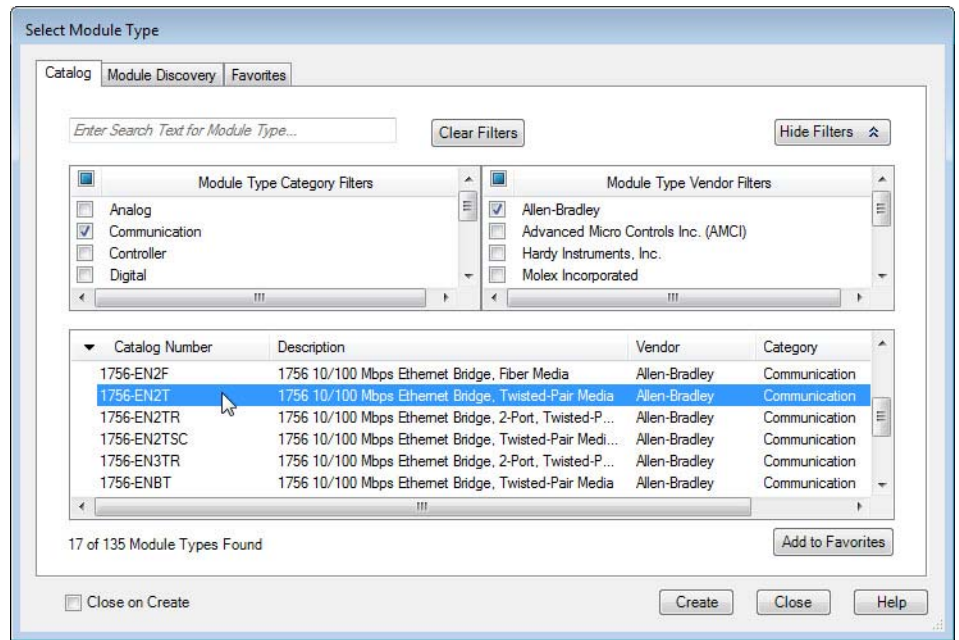 Select Module Type
Catalog Module Discovery Favorites
Enter Search Text for Module Type... Clear Filters Hide Filters
Module Type Category Filters Module Type Vendor Filters
Analog Allen-Bradley
Communication Advanced Micro Controls Inc. (AMCI)
Controller Hardy Instruments, Inc.
Digital Molex Incorporated
Catalog Number Description Vendor Category
1756-EN2F 1756 10/100 Mbps Ethernet Bridge, Fiber Media Allen-Bradley Communication
1756-EN2T 1756 10/100 Mbps Ethernet Bridge, Twisted-Pair Media Allen-Bradley Communication
1756-EN2TR 1756 10/100 Mbps Ethernet Bridge, 2-Port, Twisted-P... Allen-Bradley Communication
1756-EN2TSC 1756 10/100 Mbps Ethernet Bridge, Twisted-Pair Medi... Allen-Bradley Communication
1756-EN3TR 1756 10/100 Mbps Ethernet Bridge, 2-Port, Twisted-P... Allen-Bradley Communication
1756-ENBT 1756 10/100 Mbps Ethernet Bridge, Twisted-Pair Media Allen-Bradley Communication
17 of 135 Module Types Found Add to Favorites
Close on Create Create Close Help